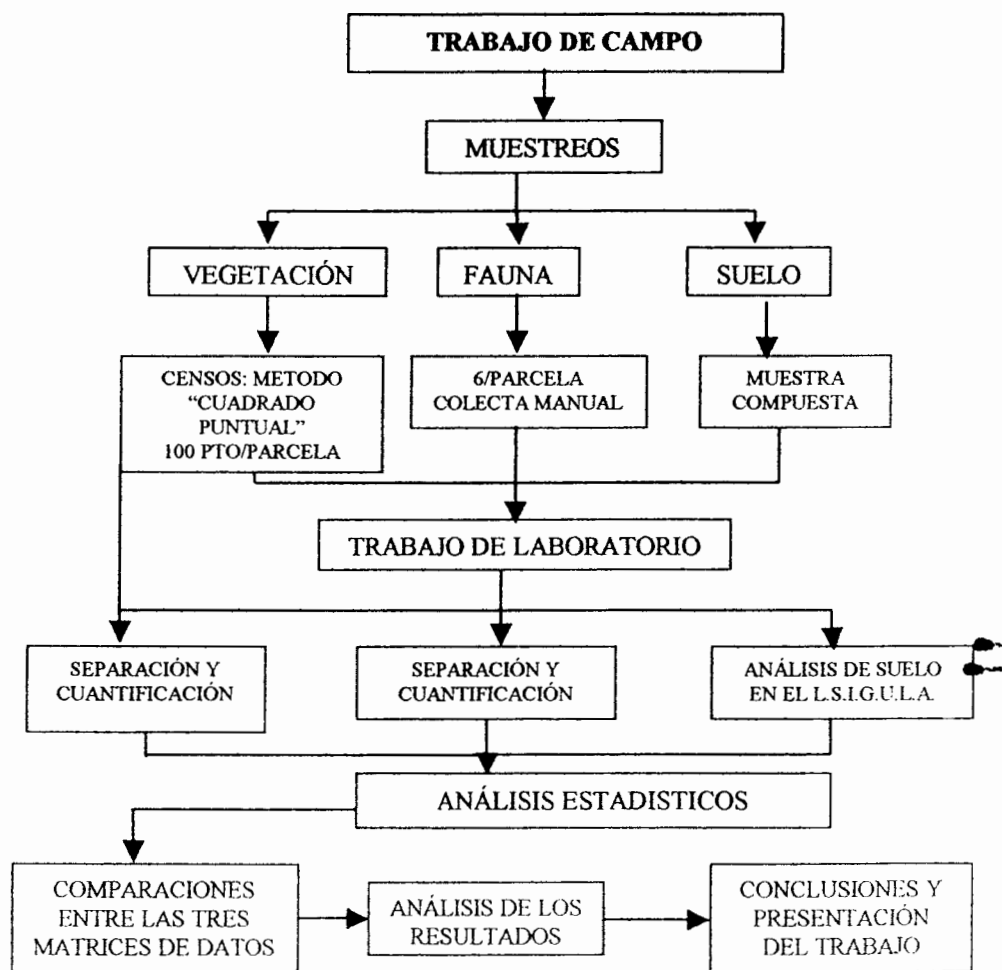 TRABAJO DE CAMPO
MUESTREOS
VEGETACIÓN
FAUNA
SUELO
CENSOS: METODO
“CUADRADO
PUNTUAL”
100 PTO/PARCELA
6/PARCELA
COLECTA MANUAL
MUESTRA
COMPUESTA
TRABAJO DE LABORATORIO
SEPARACIÓN Y
CUANTIFICACIÓN
SEPARACIÓN Y
CUANTIFICACIÓN
ANÁLISIS DE SUELO
EN EL L.S.I.G.U.L.A.
ANÁLISIS ESTADISTICOS
COMPARACIONES
ENTRE LAS TRES
MATRICES DE DATOS
ANÁLISIS DE LOS
RESULTADOS
CONCLUSIONES Y
PRESENTACIÓN
DEL TRABAJO